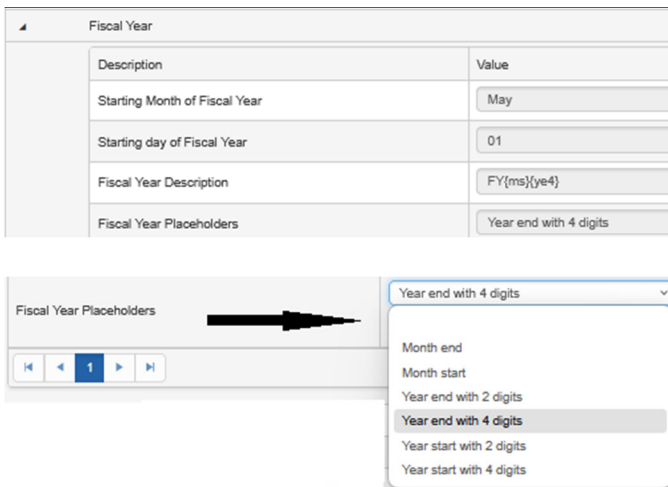 Fiscal Year
Description Value
Starting Month of Fiscal Year May
Starting day of Fiscal Year 01
Fiscal Year Description FY{ms}{ye4}
Fiscal Year Placeholders Year end with 4 digits
Fiscal Year Placeholders Year end with 4 digits
Month end
Month start
Year end with 2 digits
Year end with 4 digits
Year start with 2 digits
Year start with 4 digits
1